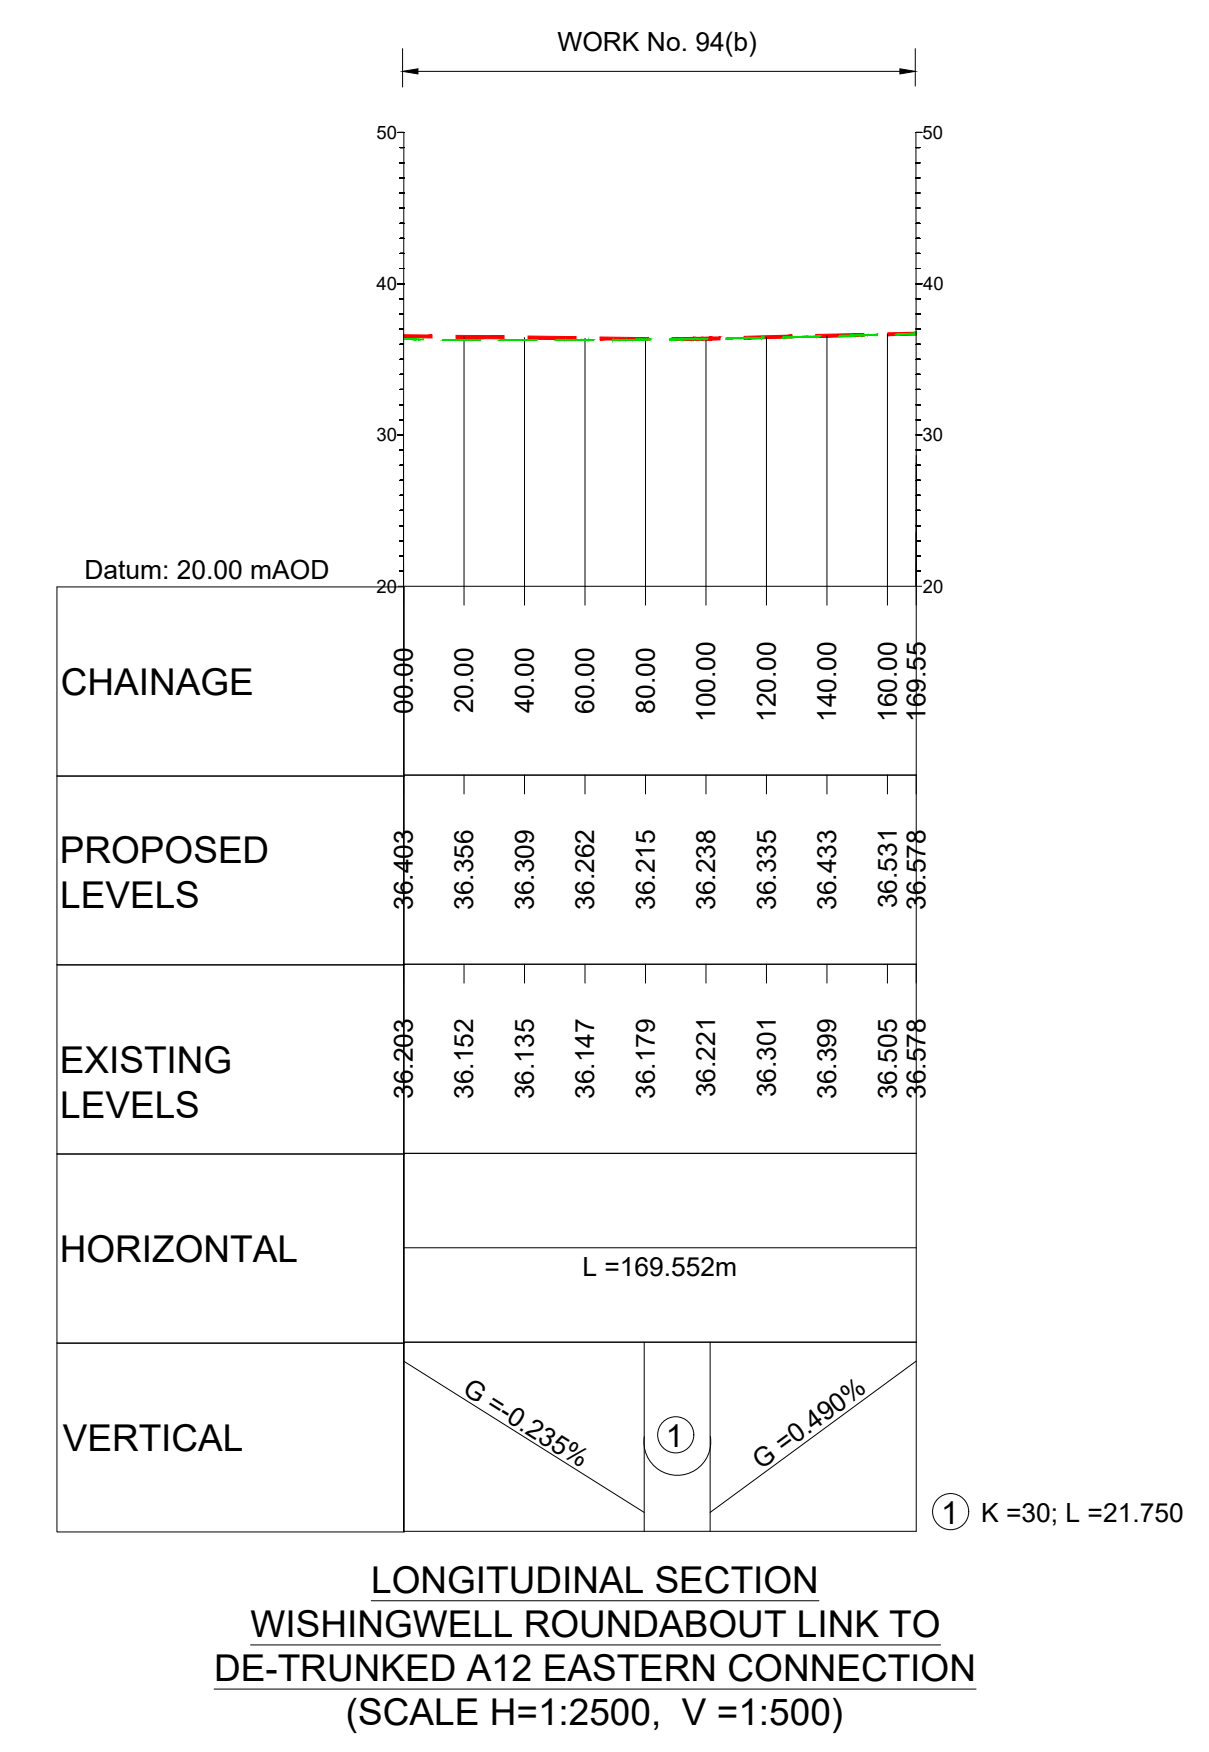 WORK No. 94(b)
50
50
40
40
30
30
Datum: 20.00 mAOD
20
20
CHAINAGE
00.00
20.00
40.00
60.00
80.00
100.00
120.00
140.00
160.00
169.55
PROPOSED
LEVELS
36.403
36.356
36.309
36.262
36.215
36.238
36.335
36.433
36.531
36.578
EXISTING
LEVELS
36.203
36.152
36.135
36.147
36.179
36.221
36.301
36.399
36.505
36.578
HORIZONTAL
L =169.552m
VERTICAL
G =-0.235%
1
G =0.490%
1 K =30; L =21.750
LONGITUDINAL SECTION
WISHINGWELL ROUNDABOUT LINK TO
DE-TRUNKED A12 EASTERN CONNECTION
(SCALE H=1:2500, V =1:500)